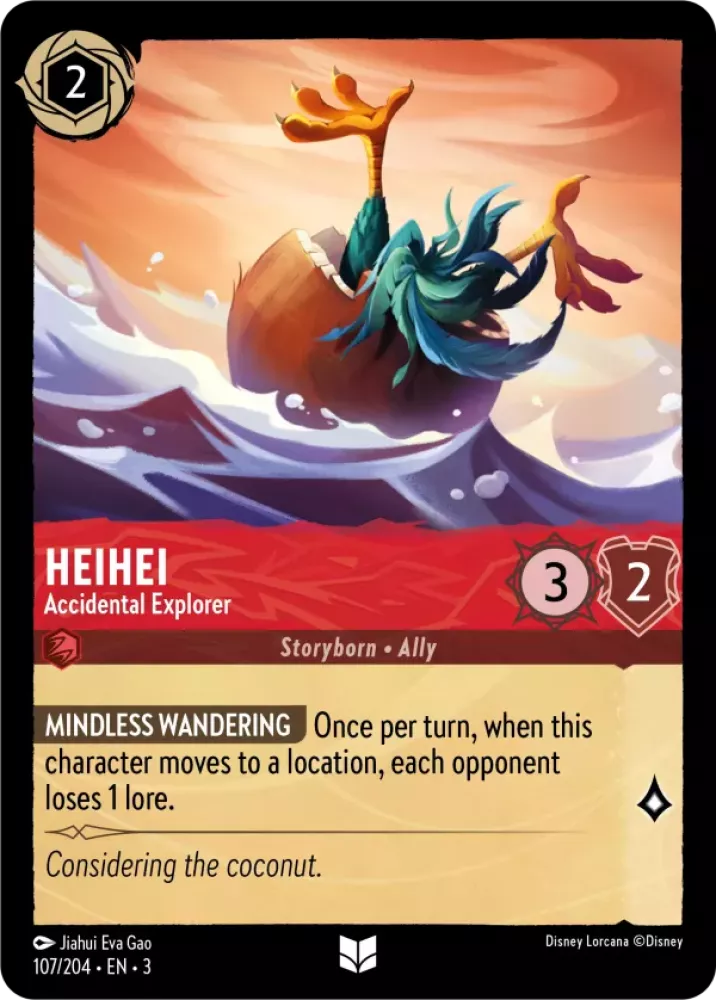 2
HEIHEI
Accidental Explorer
3
2
Storyborn • Ally
MINDLESS WANDERING Once per turn, when this
character moves to a location, each opponent
loses 1 lore.
Considering the coconut.
Jiahui Eva Gao
107/204 • EN • 3
Disney Lorcana ©Disney